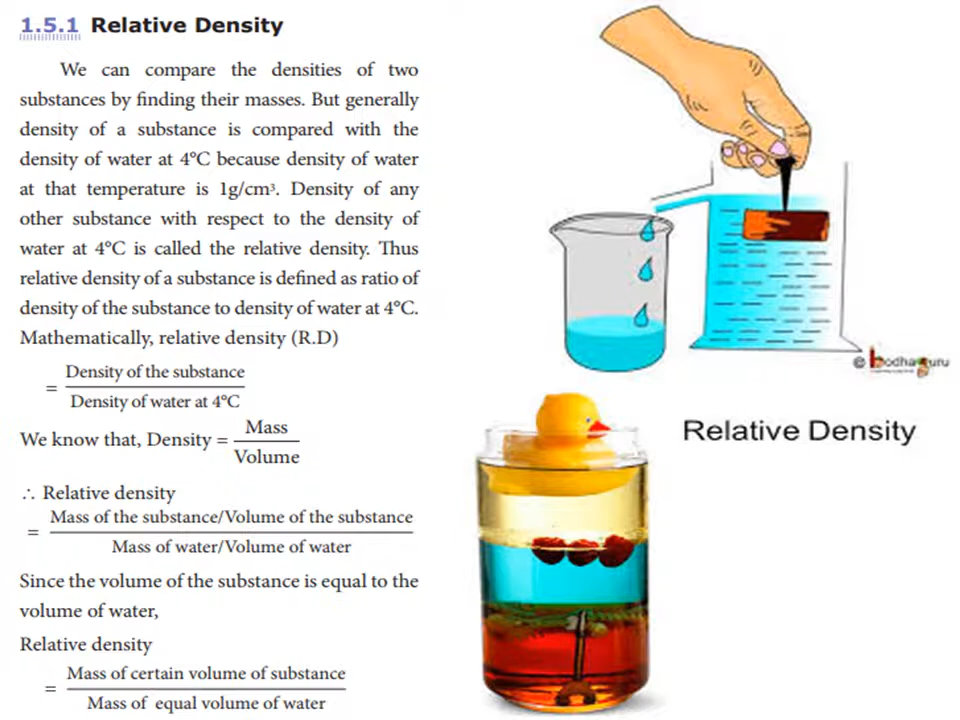 1.5.1 Relative Density
We can compare the densities of two
substances by finding their masses. But generally
density of a substance is compared with the
density of water at 4°C because density of water
at that temperature is 1g/cm³. Density of any
other substance with respect to the density of
water at 4°C is called the relative density. Thus
relative density of a substance is defined as ratio of
density of the substance to density of water at 4°C.
Mathematically, relative density (R.D)
= Density of the substance
Density of water at 4°C
We know that, Density = Mass
Volume
∴ Relative density
= Mass of the substance/Volume of the substance
Mass of water/Volume of water
Since the volume of the substance is equal to the
volume of water,
Relative density
= Mass of certain volume of substance
Mass of equal volume of water
© bodhaguru
Relative Density